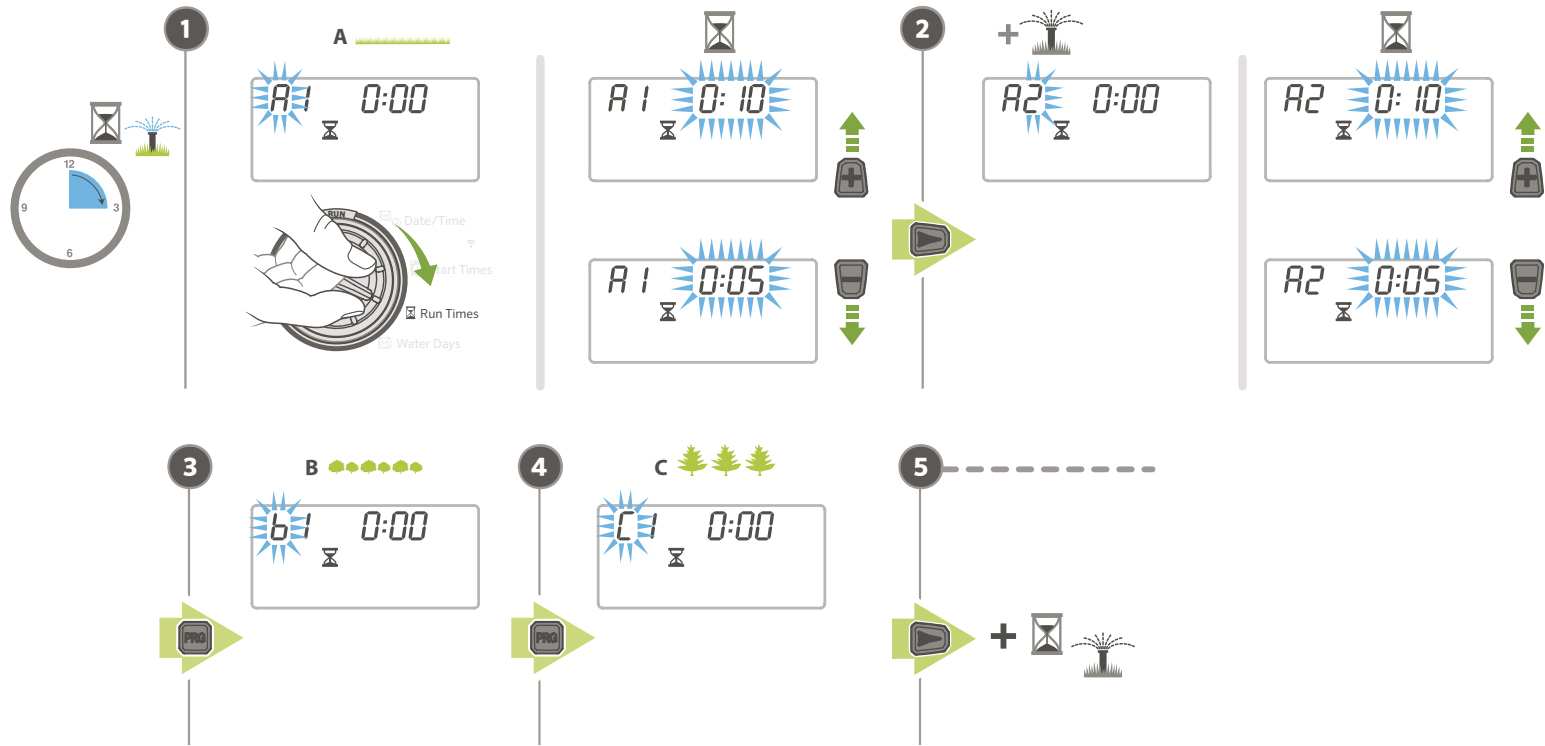 1
A
A1 0:00
12
3
6
9
RUN
Date/Time
Start Times
Run Times
Water Days
A1 0:10
A1 0:05
2
A2 0:00
A2 0:10
A2 0:05
3
B
b1 0:00
PRG
4
C
C1 0:00
PRG
5